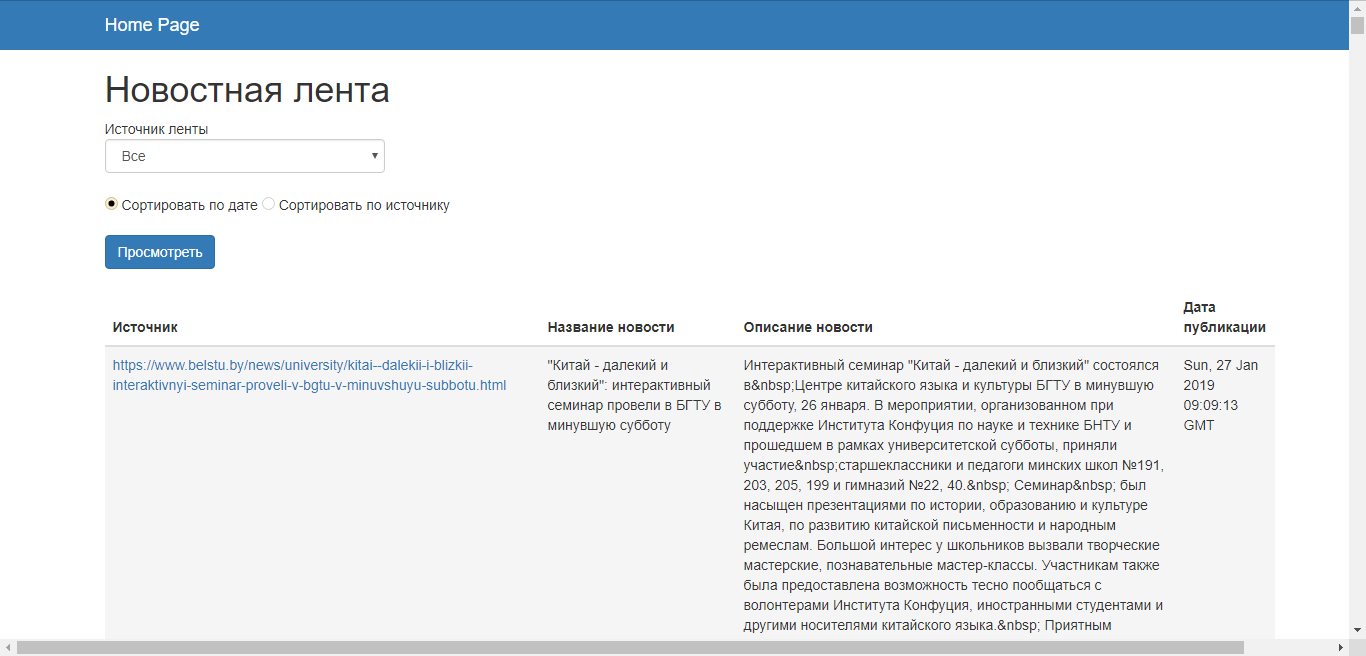 Home Page
Новостная лента
Источник ленты
Все
Сортировать по дате Сортировать по источнику
Просмотреть
Источник
Название новости
Описание новости
Дата
публикации
https://www.belstu.by/news/university/kitai--dalekii-i-blizkii-
interaktivnyi-seminar-proveli-v-bgtu-v-minuvshuyu-subbotu.html
"Китай - далекий и
близкий": интерактивный
семинар провели в БГТУ в
минувшую субботу
Интерактивный семинар "Китай - далекий и близкий" состоялся
в&nbsp;Центре китайского языка и культуры БГТУ в минувшую
субботу, 26 января. В мероприятии, организованном при
поддержке Института Конфуция по науке и технике БНТУ и
прошедшем в рамках университетской субботы, приняли
участие&nbsp;старшеклассники и педагоги минских школ №191,
203, 205, 199 и гимназий №22, 40.&nbsp; Семинар&nbsp; был
насыщен презентациями по истории, образованию и культуре
Китая, по развитию китайской письменности и народным
ремеслам. Большой интерес у школьников вызвали творческие
мастерские, познавательные мастер-классы. Участникам также
была предоставлена возможность тесно пообщаться с
волонтерами Института Конфуция, иностранными студентами и
другими носителями китайского языка.&nbsp; Приятным
Sun, 27 Jan
2019
09:09:13
GMT